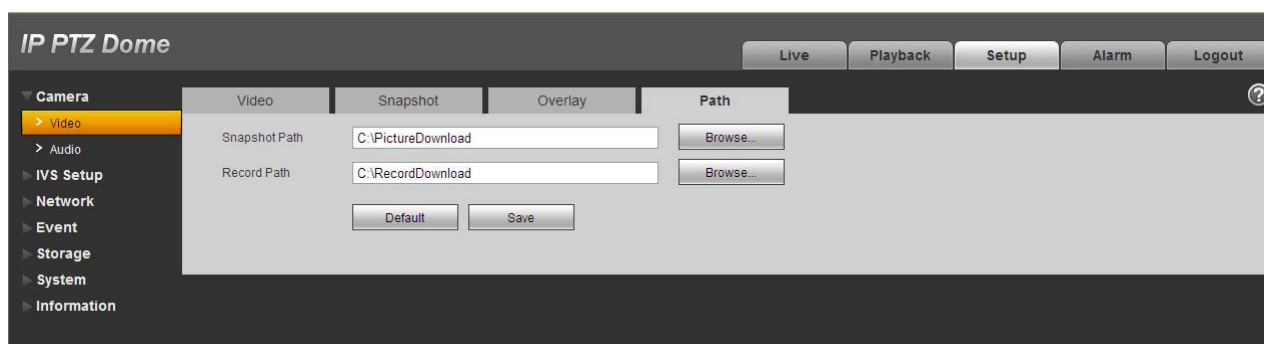 IP PTZ Dome
Live Playback Setup Alarm Logout
Camera
> Video
> Audio
IVS Setup
Network
Event
Storage
System
Information
Video Snapshot Overlay Path
?
Snapshot Path C:\PictureDownload Browse...
Record Path C:\RecordDownload Browse...
Default Save